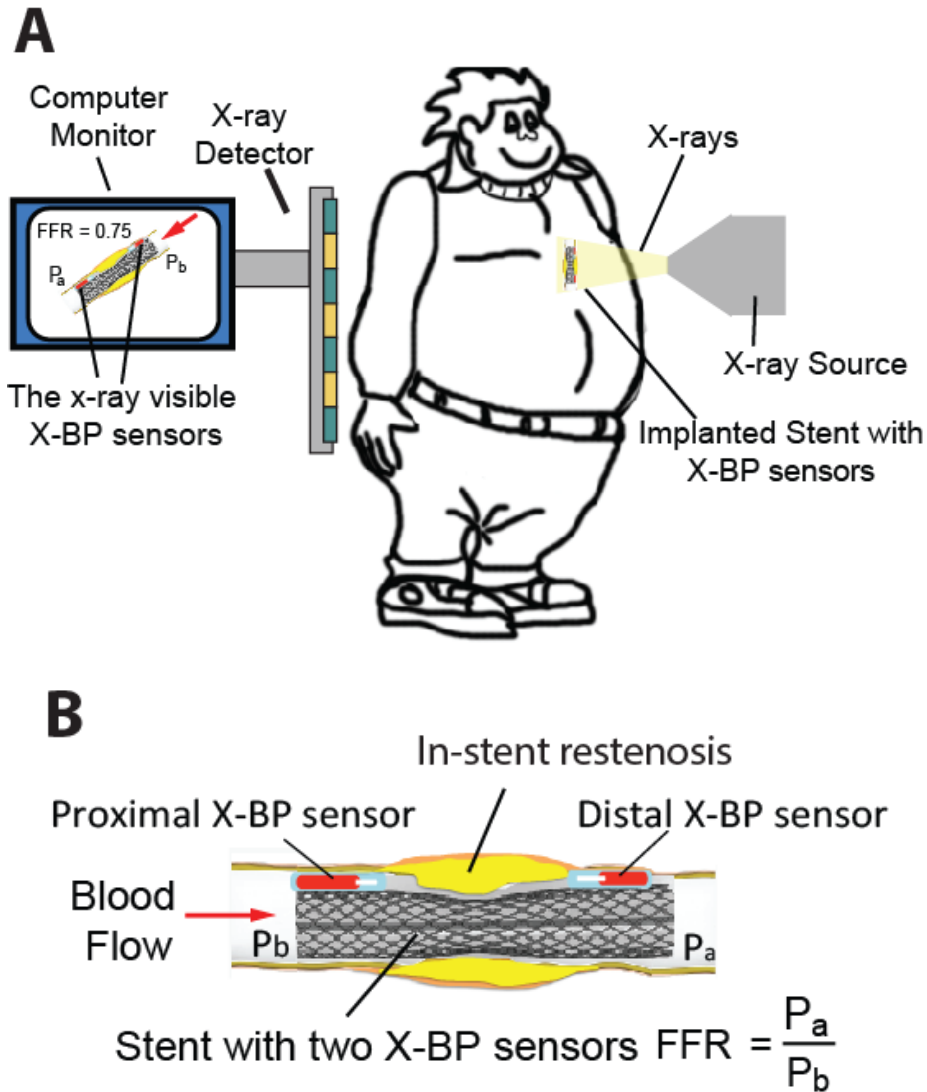 A
Computer
Monitor
X-ray
Detector
X-rays
FFR = 0.75
Pa
Pb
X-ray Source
The x-ray visible
X-BP sensors
Implanted Stent with
X-BP sensors
B
In-stent restenosis
Proximal X-BP sensor
Distal X-BP sensor
Blood
Flow
Pb
Pa
Stent with two X-BP sensors
FFR = Pa
Pb